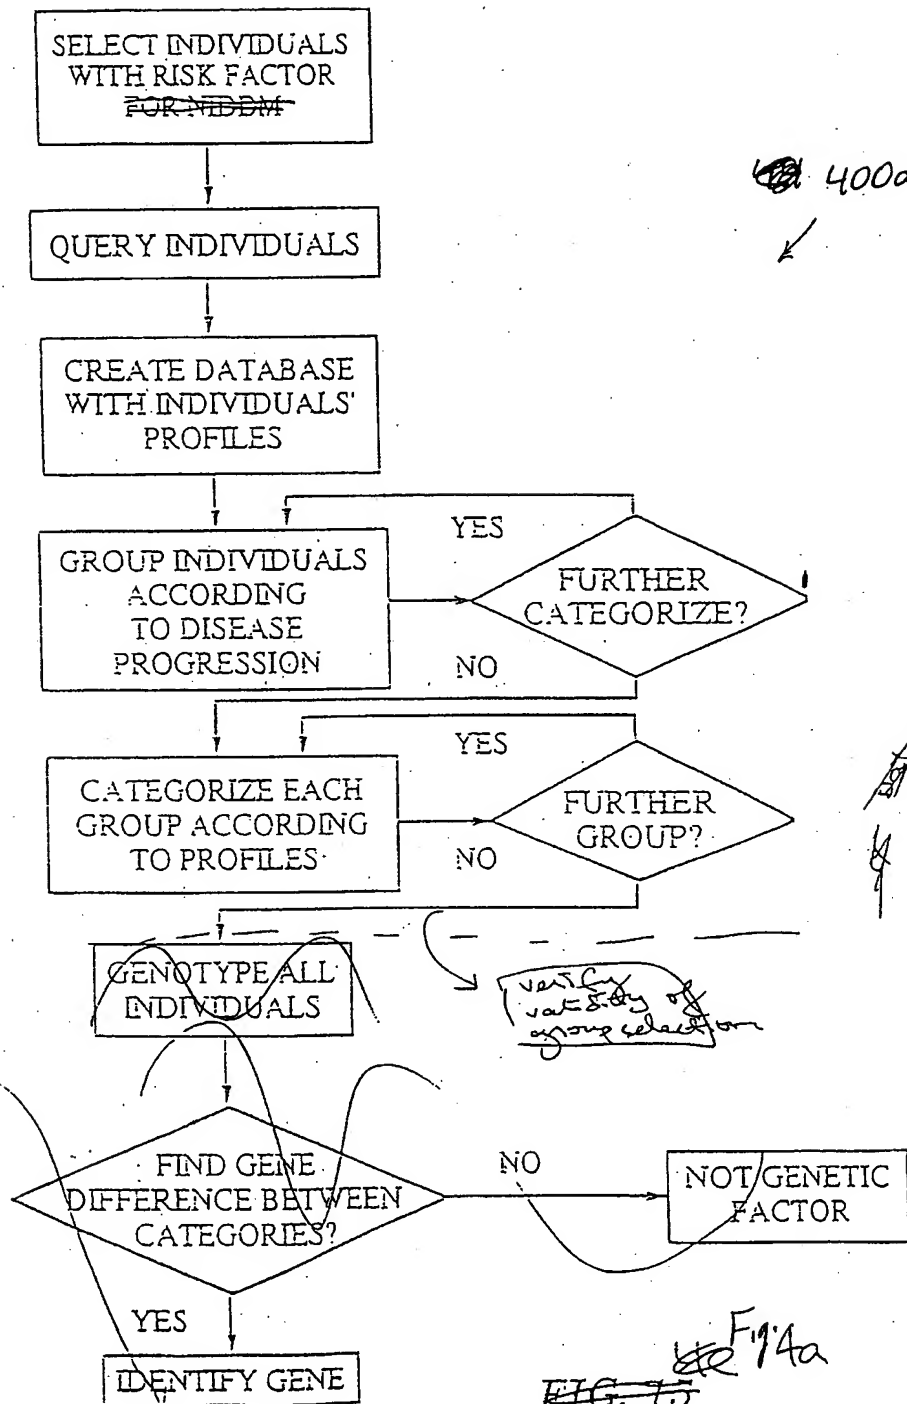 SELECT INDIVIDUALS
WITH RISK FACTOR
FOR NIDDM
400a
QUERY INDIVIDUALS
CREATE DATABASE
WITH INDIVIDUALS'
PROFILES
YES
GROUP INDIVIDUALS
ACCORDING
TO DISEASE
PROGRESSION
FURTHER
CATEGORIZE?
NO
YES
CATEGORIZE EACH
GROUP ACCORDING
TO PROFILES
FURTHER
GROUP?
NO
GENOTYPE ALL
INDIVIDUALS
verify
validity of
group selection
FIND GENE
DIFFERENCE BETWEEN
CATEGORIES?
NO
NOT GENETIC
FACTOR
YES
IDENTIFY GENE
Fig. 4a
FIG.